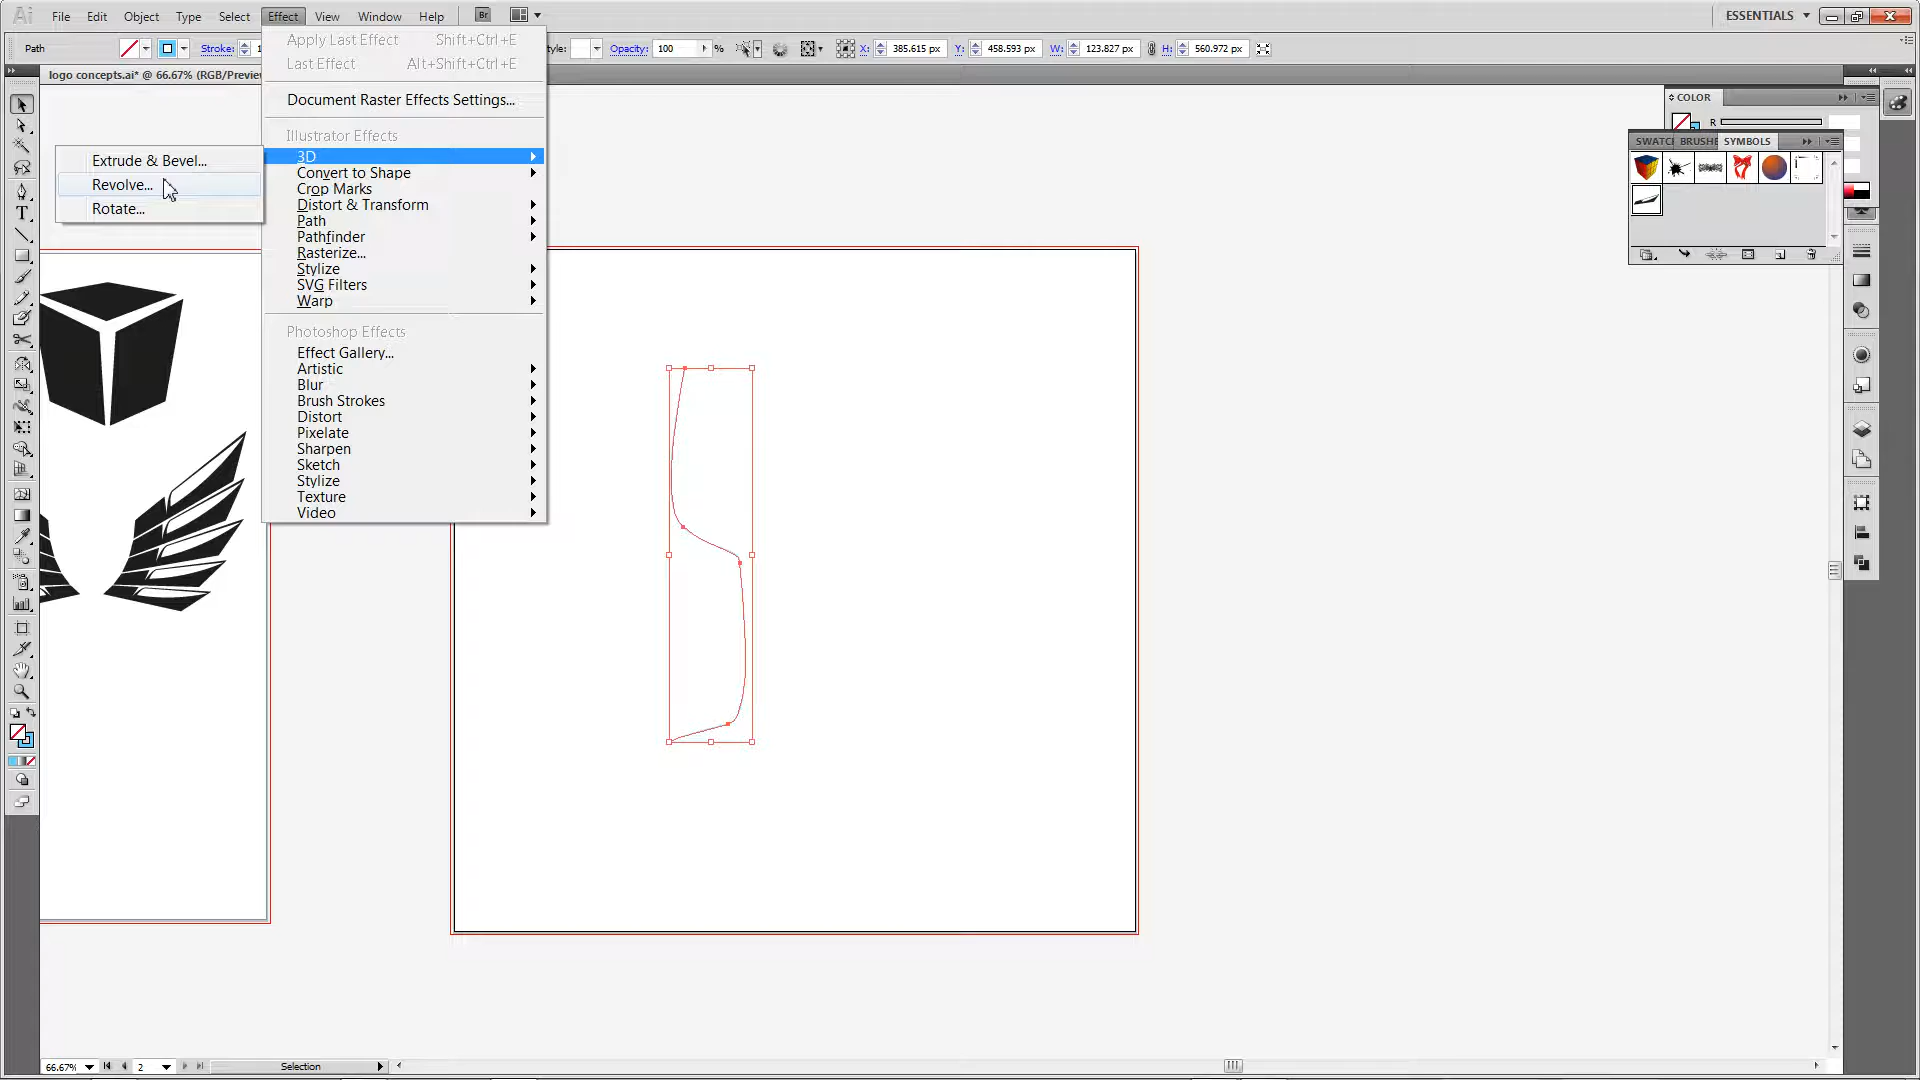 Ai File Edit Object Type Select Effect View Window Help Br ESSENTIALS
Path Stroke: Opacity: 100 % X: 385.615 px Y: 458.593 px W: 123.827 px H: 560.972 px
logo concepts.ai* @ 66.67% (RGB/Preview
Apply Last Effect Shift+Ctrl+E
Last Effect Alt+Shift+Ctrl+E
Document Raster Effects Settings...
Illustrator Effects
3D
Convert to Shape
Crop Marks
Distort & Transform
Path
Pathfinder
Rasterize...
Stylize
SVG Filters
Warp
Photoshop Effects
Effect Gallery...
Artistic
Blur
Brush Strokes
Distort
Pixelate
Sharpen
Sketch
Stylize
Texture
Video
Extrude & Bevel...
Revolve...
Rotate...
COLOR
R
SWATC BRUSHE SYMBOLS
66.67% 2 Selection